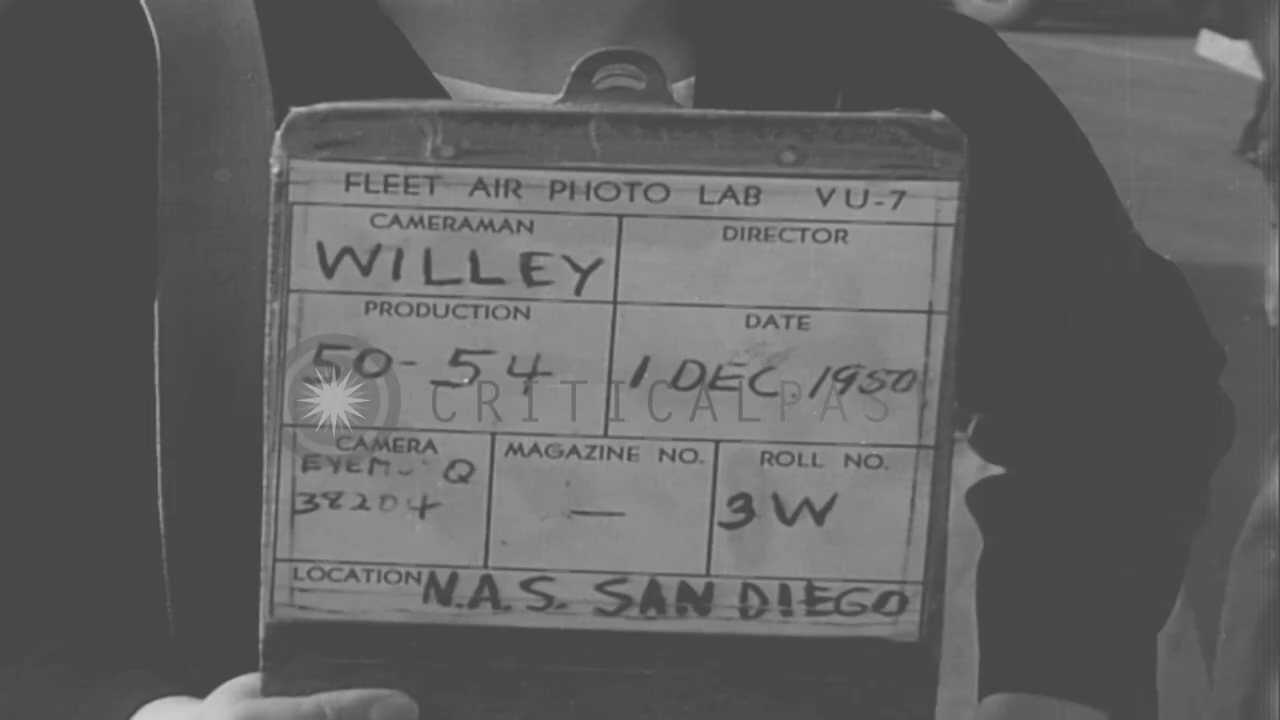 FLEET AIR PHOTO LAB VU-7
CAMERAMAN
WILLEY
DIRECTOR
PRODUCTION
50-54
DATE
1 DEC. 1950
CAMERA
Q
38204
MAGAZINE NO.
—
ROLL NO.
3W
LOCATION N.A.S. SAN DIEGO
CRITICALPAS